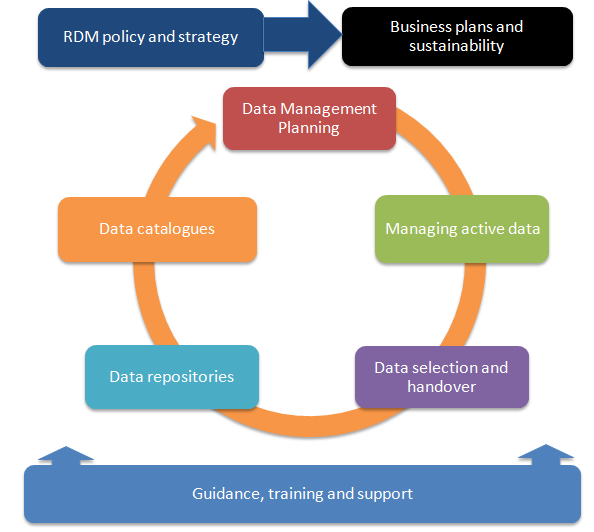 RDM policy and strategy
Business plans and
sustainability
Data Management
Planning
Data catalogues
Managing active data
Data repositories
Data selection and
handover
Guidance, training and support